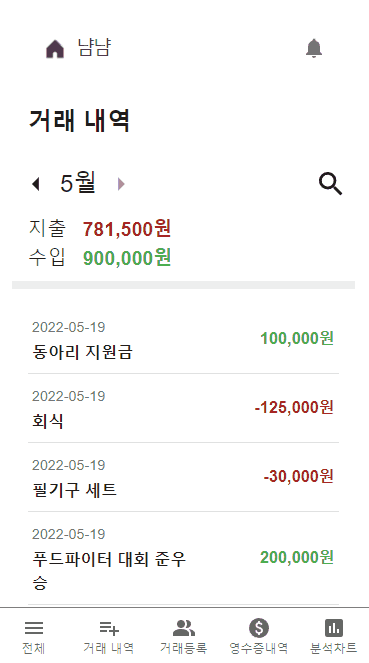 냠냠
거래 내역
5월
지출 781,500원
수입 900,000원
2022-05-19
동아리 지원금
100,000원
2022-05-19
회식
-125,000원
2022-05-19
필기구 세트
-30,000원
2022-05-19
푸드파이터 대회 준우
승
200,000원
전체 거래 내역 거래등록 영수증내역 분석차트